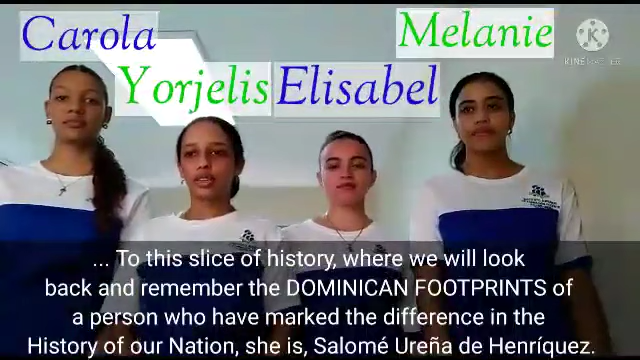 Carola
Melanie
Yorjelis
Elisabel
... To this slice of history, where we will look
back and remember the DOMINICAN FOOTPRINTS of
a person who have marked the difference in the
History of our Nation, she is, Salomé Ureña de Henríquez.